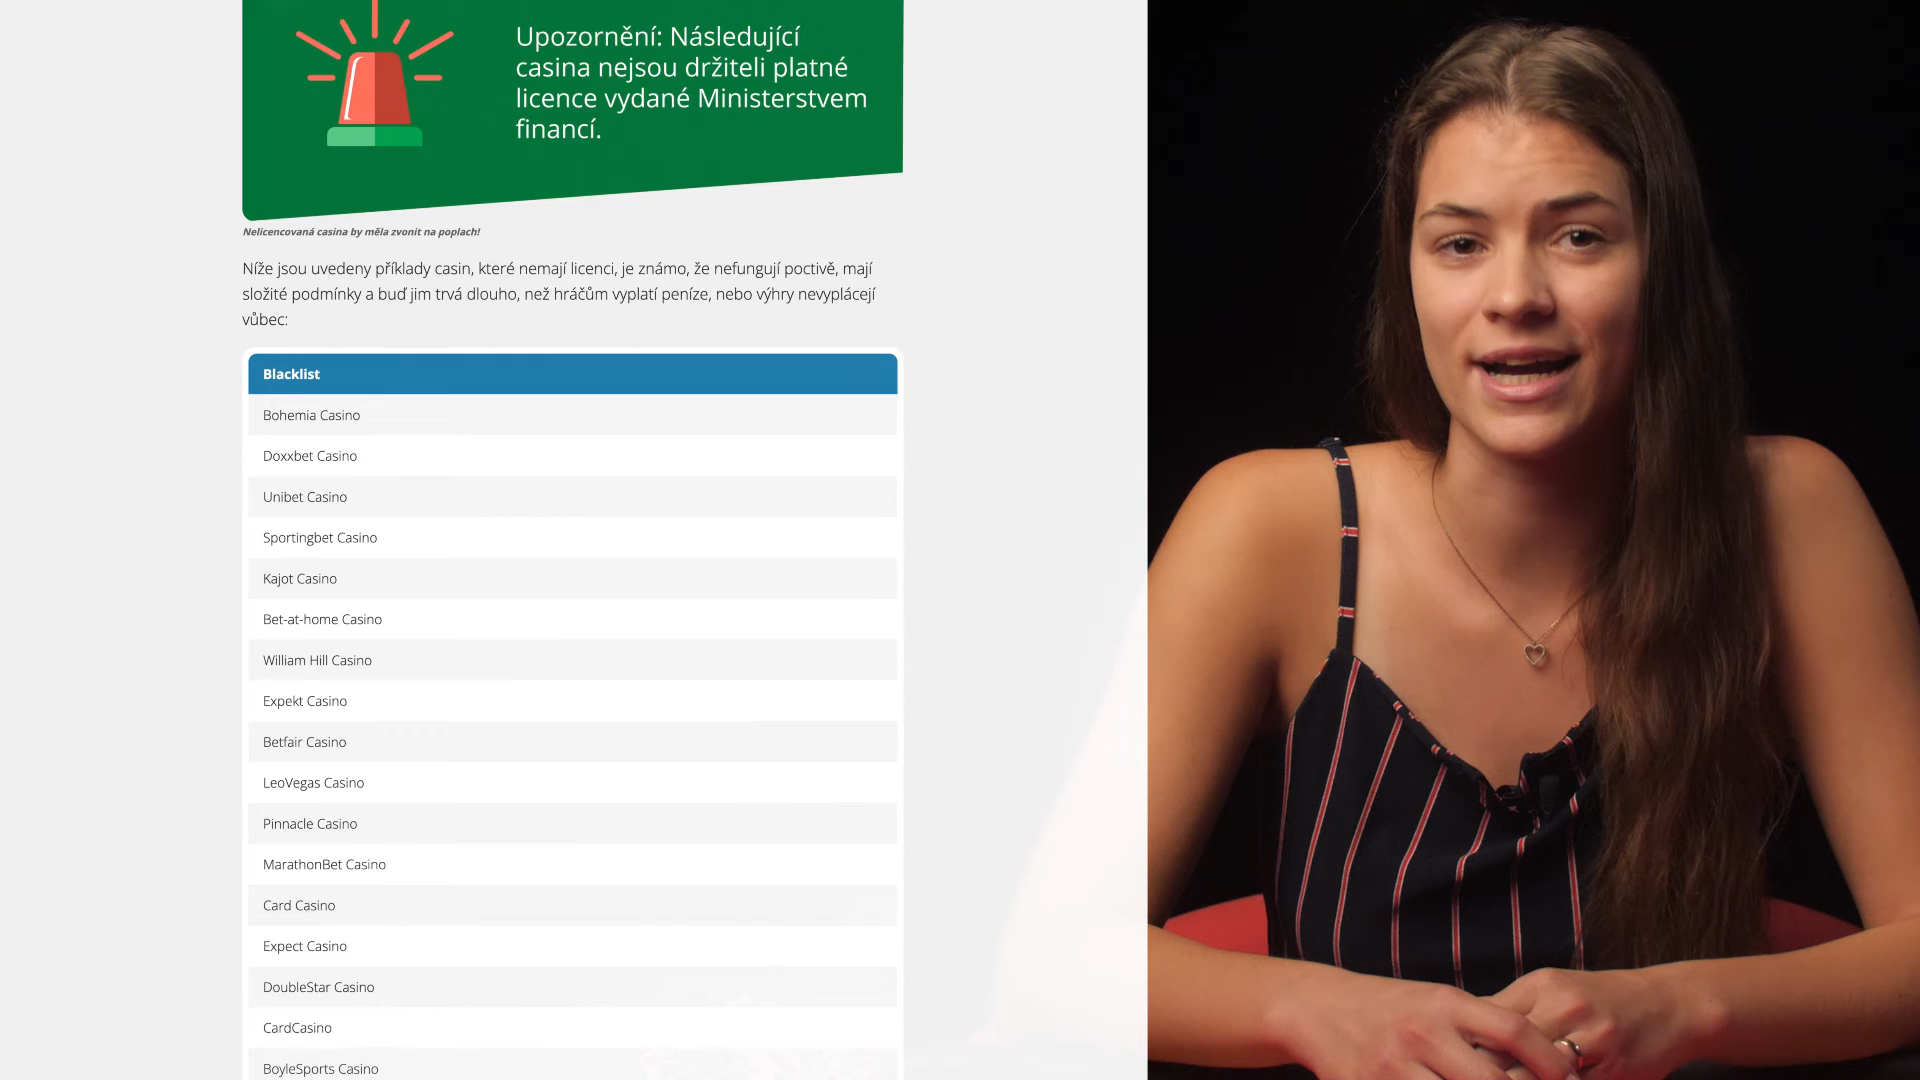 Upozornění: Následující
casina nejsou držiteli platné
licence vydané Ministerstvem
financí.
Nelicencovaná casina by měla zvonit na poplach!
Níže jsou uvedeny příklady casin, které nemají licenci, je známo, že nefungují poctivě, mají
složité podmínky a buď jim trvá dlouho, než hráčům vyplatí peníze, nebo výhry nevyplácejí
vůbec:
Blacklist
Bohemia Casino
Doxxbet Casino
Unibet Casino
Sportingbet Casino
Kajot Casino
Bet-at-home Casino
William Hill Casino
Expekt Casino
Betfair Casino
LeoVegas Casino
Pinnacle Casino
MarathonBet Casino
Card Casino
Expect Casino
DoubleStar Casino
CardCasino
BoyleSports Casino